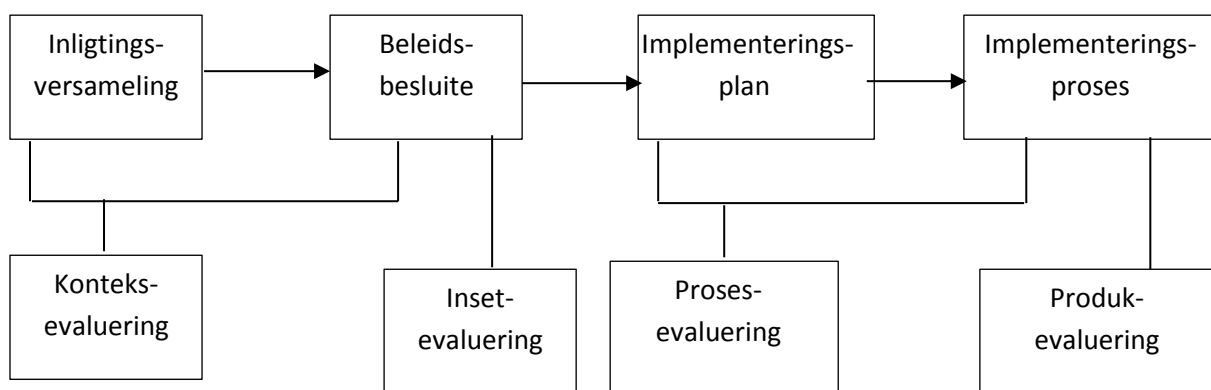 Inligtings-
versameling
Beleids-
besluite
Implementerings-
plan
Implementerings-
proses
Konteks-
evaluering
Inset-
evaluering
Proses-
evaluering
Produk-
evaluering